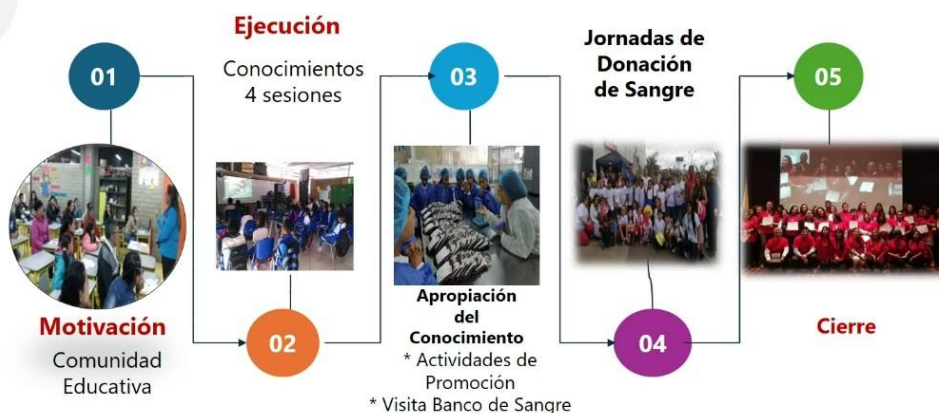 01
Motivación
Comunidad
Educativa
Ejecución
Conocimientos
4 sesiones
02
03
Apropiación
del
Conocimiento
* Actividades de
Promoción
* Visita Banco de Sangre
Jornadas de
Donación
de Sangre
04
05
Cierre